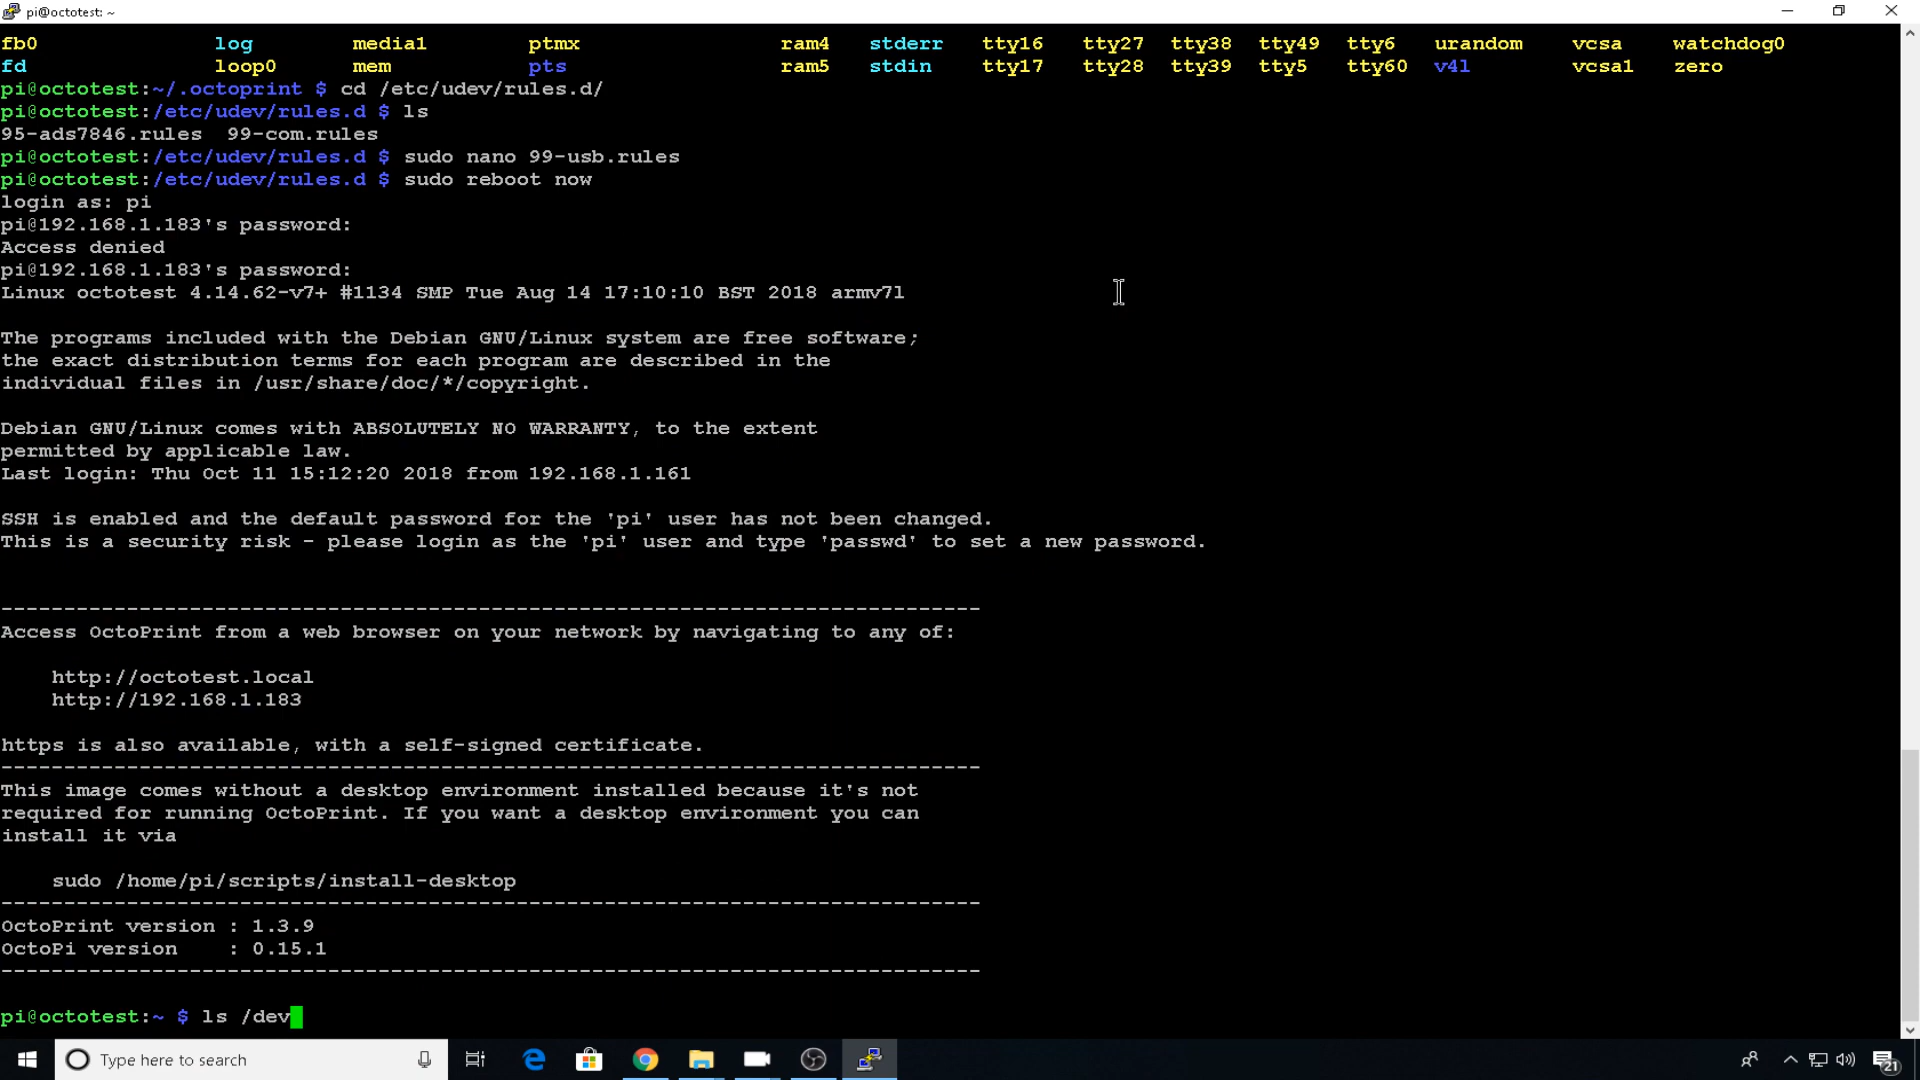 pi@octotest: ~
fb0 log media1 ptmx ram4 stderr tty16 tty27 tty38 tty49 tty6 urandom vcsa watchdog0
fd loop0 mem pts ram5 stdin tty17 tty28 tty39 tty5 tty60 v4l vcsa1 zero
pi@octotest:~/.octoprint $ cd /etc/udev/rules.d/
pi@octotest:/etc/udev/rules.d $ ls
95-ads7846.rules  99-com.rules
pi@octotest:/etc/udev/rules.d $ sudo nano 99-usb.rules
pi@octotest:/etc/udev/rules.d $ sudo reboot now
login as: pi
pi@192.168.1.183's password:
Access denied
pi@192.168.1.183's password:
Linux octotest 4.14.62-v7+ #1134 SMP Tue Aug 14 17:10:10 BST 2018 armv7l
The programs included with the Debian GNU/Linux system are free software;
the exact distribution terms for each program are described in the
individual files in /usr/share/doc/*/copyright.
Debian GNU/Linux comes with ABSOLUTELY NO WARRANTY, to the extent
permitted by applicable law.
Last login: Thu Oct 11 15:12:20 2018 from 192.168.1.161
SSH is enabled and the default password for the 'pi' user has not been changed.
This is a security risk - please login as the 'pi' user and type 'passwd' to set a new password.
------------------------------------------------------------------------------
Access OctoPrint from a web browser on your network by navigating to any of:
http://octotest.local
http://192.168.1.183
https is also available, with a self-signed certificate.
------------------------------------------------------------------------------
This image comes without a desktop environment installed because it's not
required for running OctoPrint. If you want a desktop environment you can
install it via
sudo /home/pi/scripts/install-desktop
------------------------------------------------------------------------------
OctoPrint version : 1.3.9
OctoPi version    : 0.15.1
------------------------------------------------------------------------------
pi@octotest:~ $ ls /dev
Type here to search
21